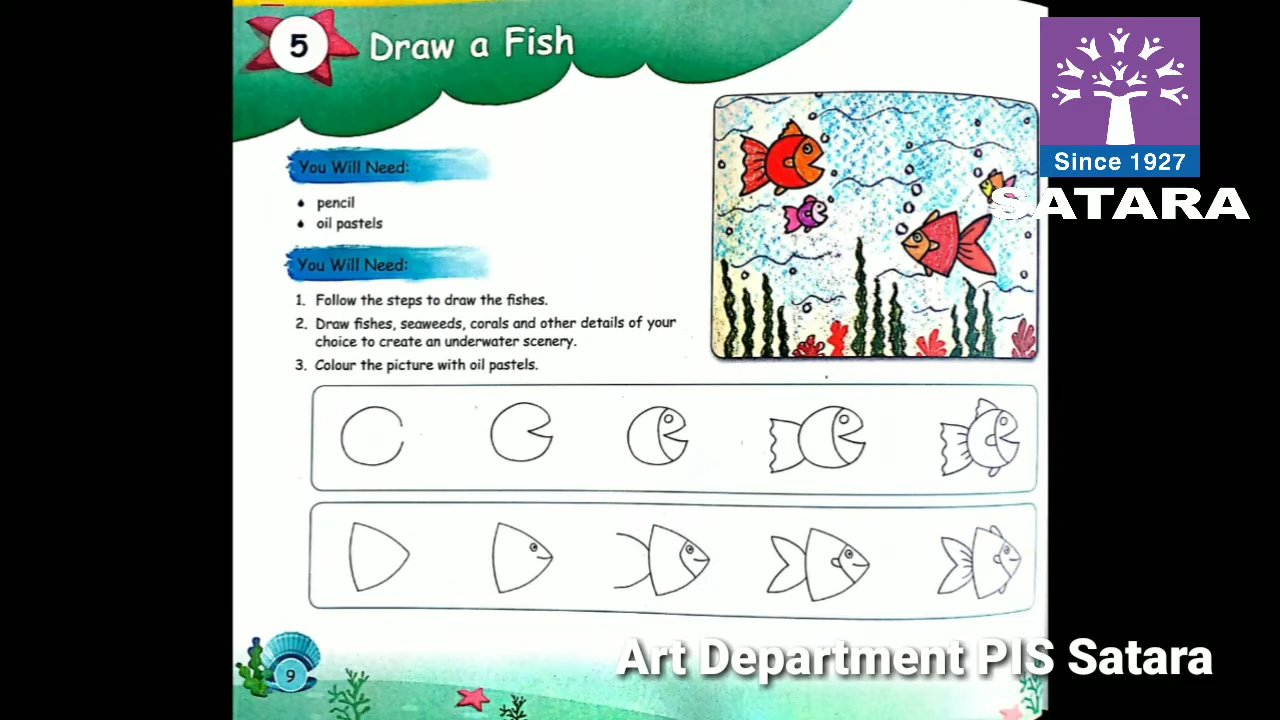 5
Draw a Fish
You Will Need:
pencil
oil pastels
You Will Need:
1. Follow the steps to draw the fishes.
2. Draw fishes, seaweeds, corals and other details of your
choice to create an underwater scenery.
3. Colour the picture with oil pastels.
Since 1927
SATARA
9
Art Department PIS Satara